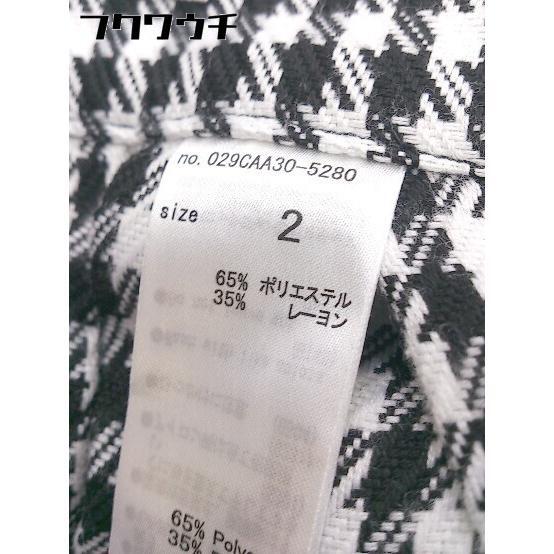 フクワウチ
no. 029CAA30-5280
size 2
65% ポリエステル
35% レーヨン
65%
35%